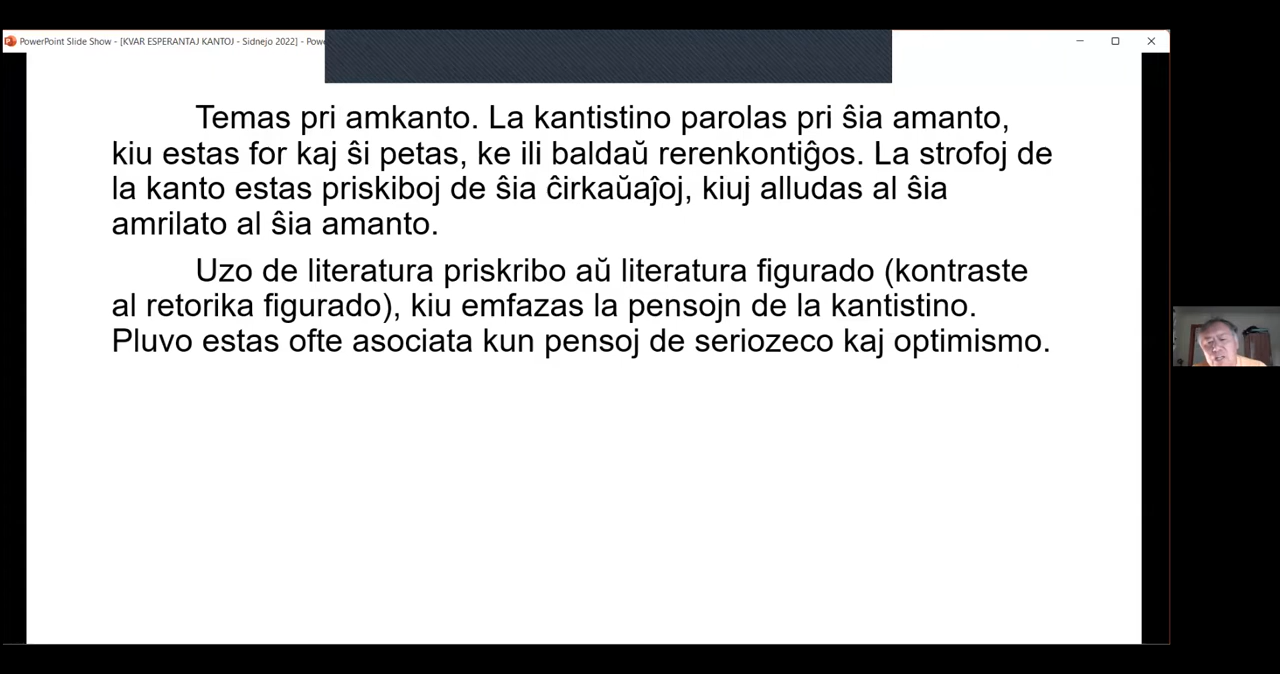 PowerPoint Slide Show - [KVAR ESPERANTAJ KANTOJ - Sidnejo 2022] - Pow
Temas pri amkanto. La kantistino parolas pri ŝia amanto,
kiu estas for kaj ŝi petas, ke ili baldaŭ rerenkontiĝos. La strofoj de
la kanto estas priskiboj de ŝia ĉirkaŭaĵoj, kiuj alludas al ŝia
amrilato al ŝia amanto.
Uzo de literatura priskribo aŭ literatura figurado (kontraste
al retorika figurado), kiu emfazas la pensojn de la kantistino.
Pluvo estas ofte asociata kun pensoj de seriozeco kaj optimismo.